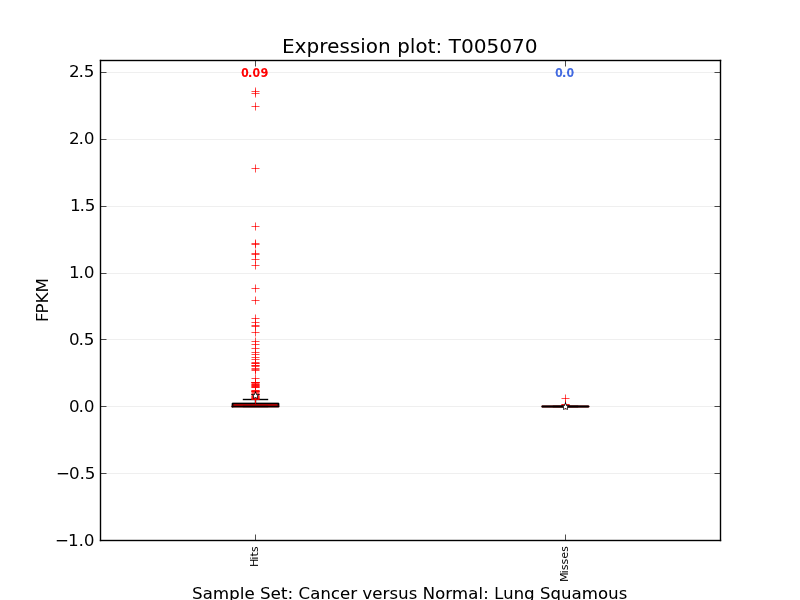 Expression plot: T005070
2.5
0.09
0.0
2.0
1.5
1.0
FPKM
0.5
0.0
−0.5
−1.0
Hits
Misses
Sample Set: Cancer versus Normal: Lung Squamous